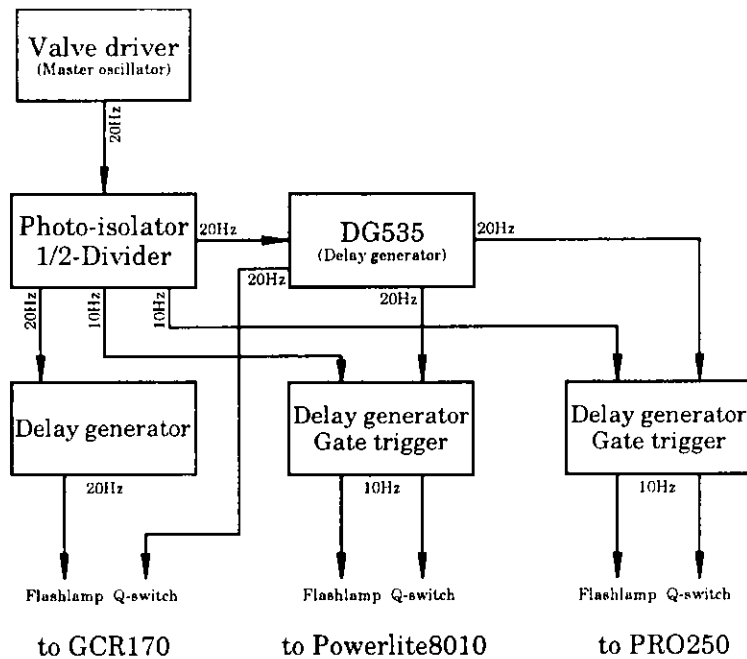 Valve driver
(Master oscillator)
20Hz
Photo-isolator
1/2-Divider
20Hz
DG535
(Delay generator)
20Hz
20Hz
10Hz
10Hz
20Hz
20Hz
Delay generator
Delay generator
Gate trigger
Delay generator
Gate trigger
20Hz
10Hz
10Hz
Flashlamp Q-switch
Flashlamp Q-switch
Flashlamp Q-switch
to GCR170
to Powerlite8010
to PRO250